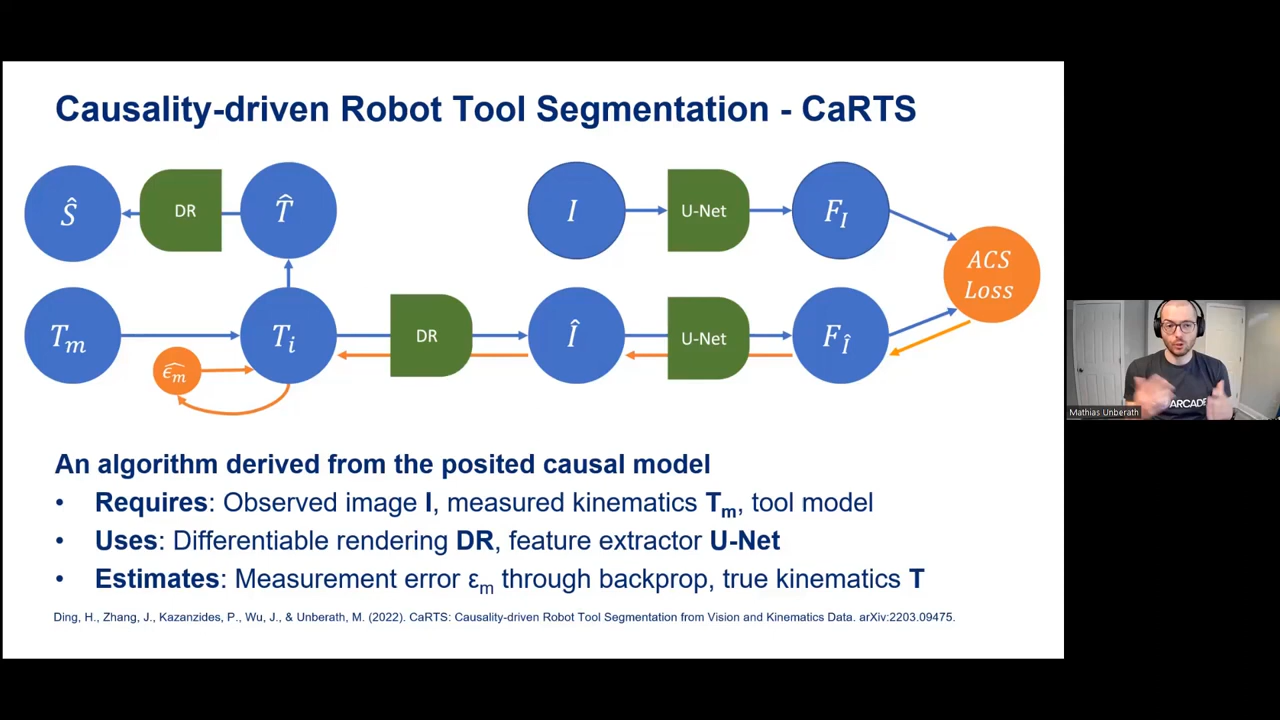 Causality-driven Robot Tool Segmentation - CaRTS
Ŝ
DR
T̂
I
U-Net
F_I
ACS
Loss
T_m
T_i
DR
Î
U-Net
F_Î
ϵ̂_m
ARCADE
Mathias Unberath
An algorithm derived from the posited causal model
• Requires: Observed image I, measured kinematics T_m, tool model
• Uses: Differentiable rendering DR, feature extractor U-Net
• Estimates: Measurement error ε_m through backprop, true kinematics T
Ding, H., Zhang, J., Kazanzides, P., Wu, J., & Unberath, M. (2022). CaRTS: Causality-driven Robot Tool Segmentation from Vision and Kinematics Data. arXiv:2203.09475.